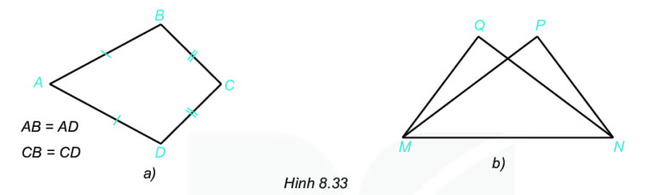 B
Q
P
A
C
AB = AD
CB = CD
D
M
N
a)
b)
Hình 8.33